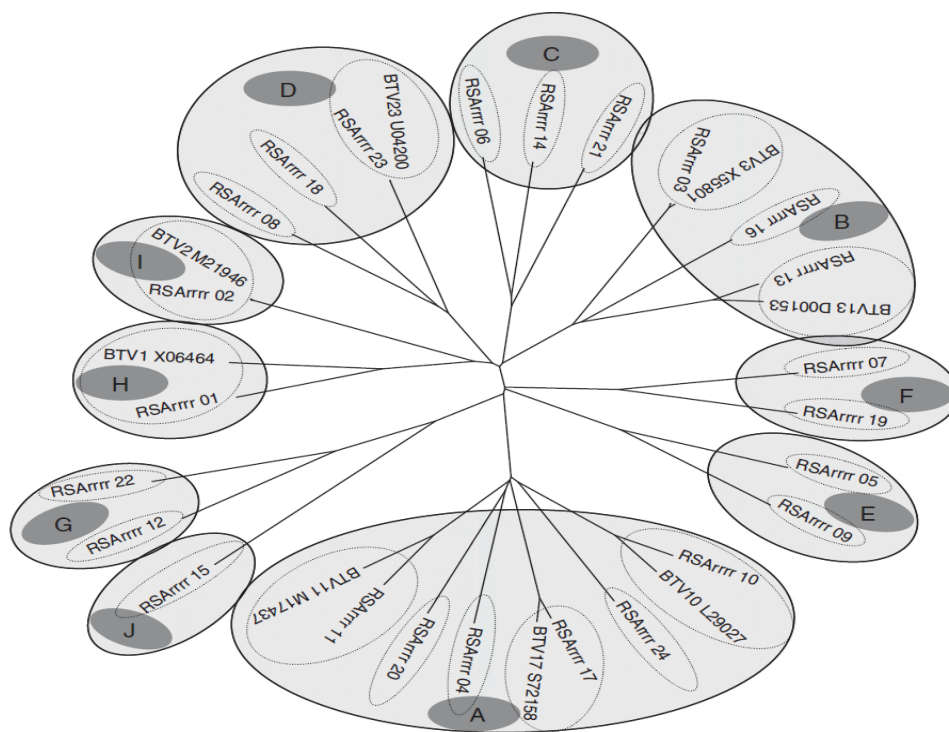 C
RSArrrr 06
RSArrrr 14
RSArrrr 21
D
BTV23 U04200
RSArrrr 23
RSArrrr 18
RSArrrr 08
BTV3 X55801
RSArrrr 03
RSArrrr 16
B
RSArrrr 13
BTV13 D00153
I
BTV2 M21946
RSArrrr 02
BTV1 X06464
H
RSArrrr 01
RSArrrr 07
F
RSArrrr 19
RSArrrr 05
E
RSArrrr 09
RSArrrr 22
G
RSArrrr 12
RSArrrr 15
J
BTV11 M17437
RSArrrr 11
RSArrrr 20
RSArrrr 04
A
BTV17 S72158
RSArrrr 17
RSArrrr 24
BTV10 L29027
RSArrrr 10